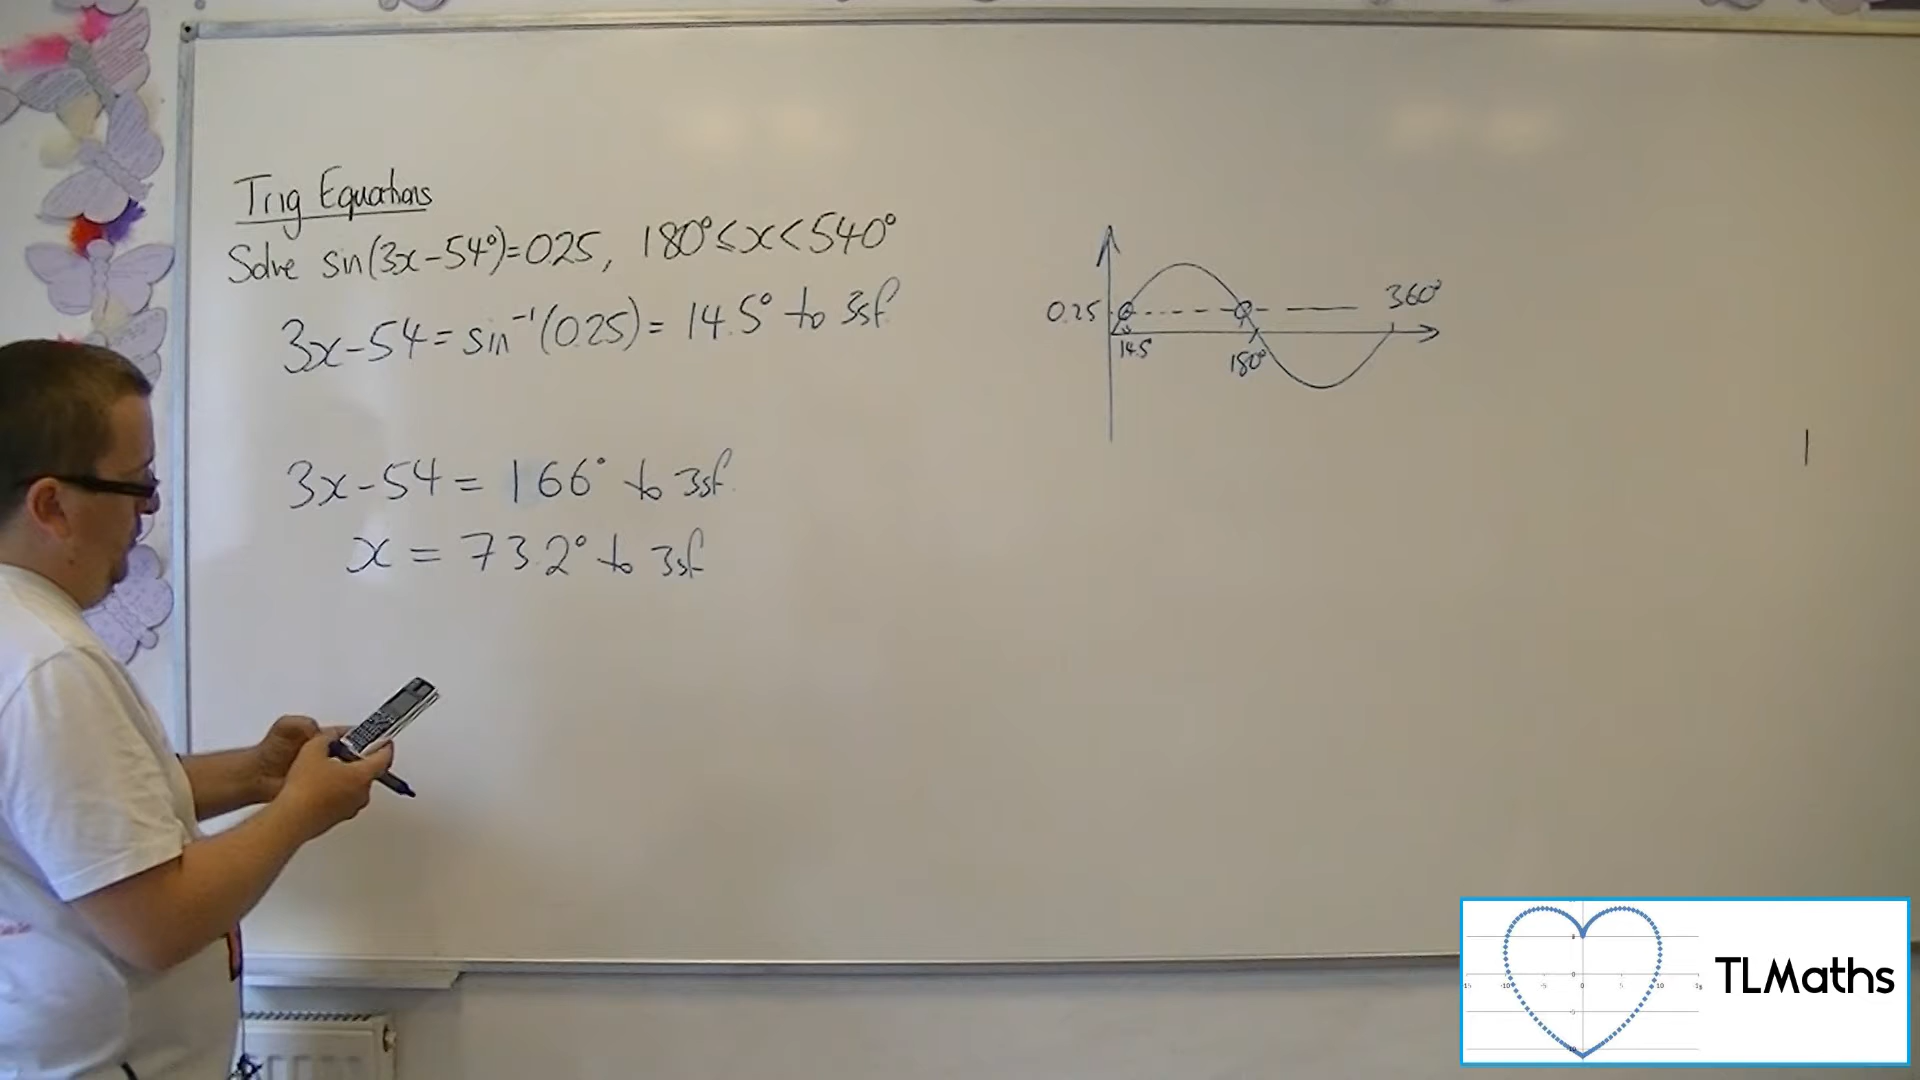 Trig Equations
Solve sin(3x-54°)=0.25, 180°≤x<540°
3x-54=sin⁻¹(0.25)= 14.5° to 3sf
3x-54= 166° to 3sf.
x = 73.2° to 3sf
0.25
14.5°
180°
360°
TLMaths